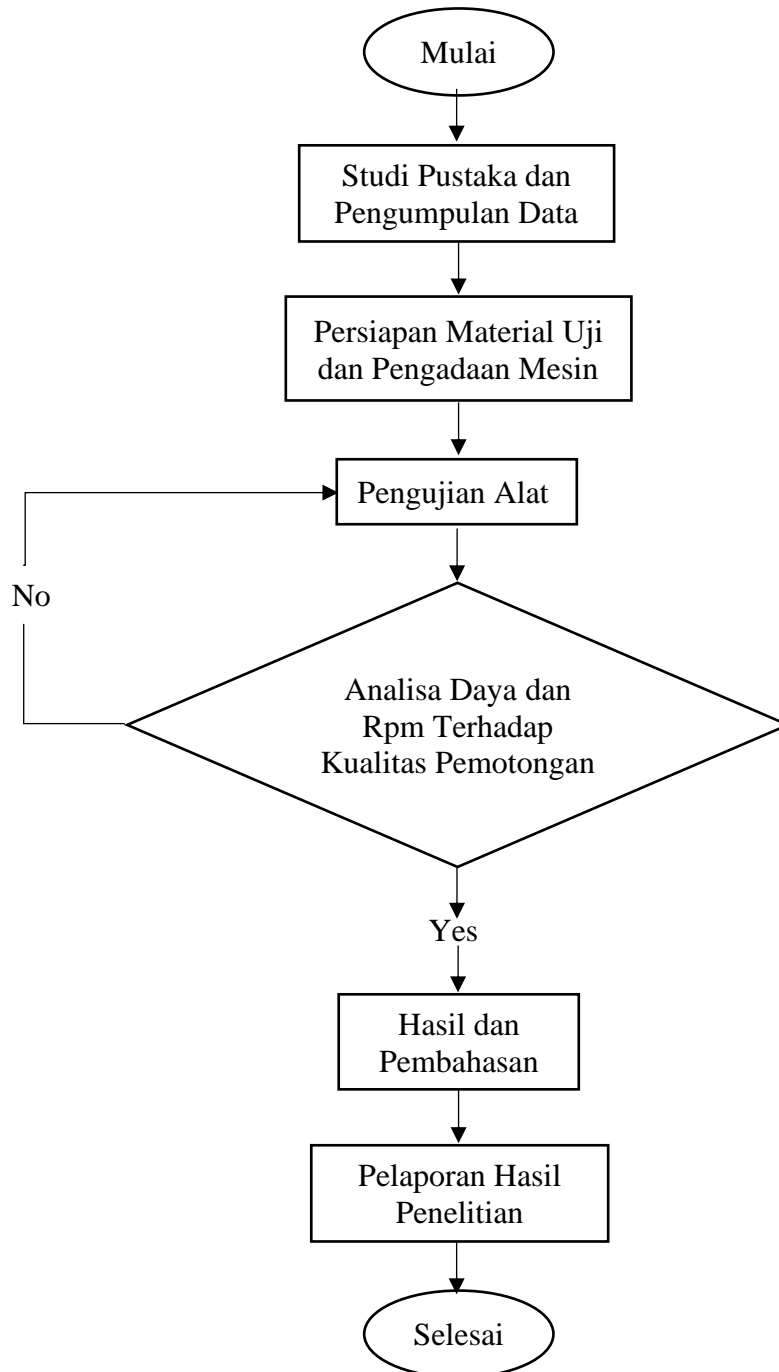 Mulai
Studi Pustaka dan
Pengumpulan Data
Persiapan Material Uji
dan Pengadaan Mesin
Pengujian Alat
No
Analisa Daya dan
Rpm Terhadap
Kualitas Pemotongan
Yes
Hasil dan
Pembahasan
Pelaporan Hasil
Penelitian
Selesai